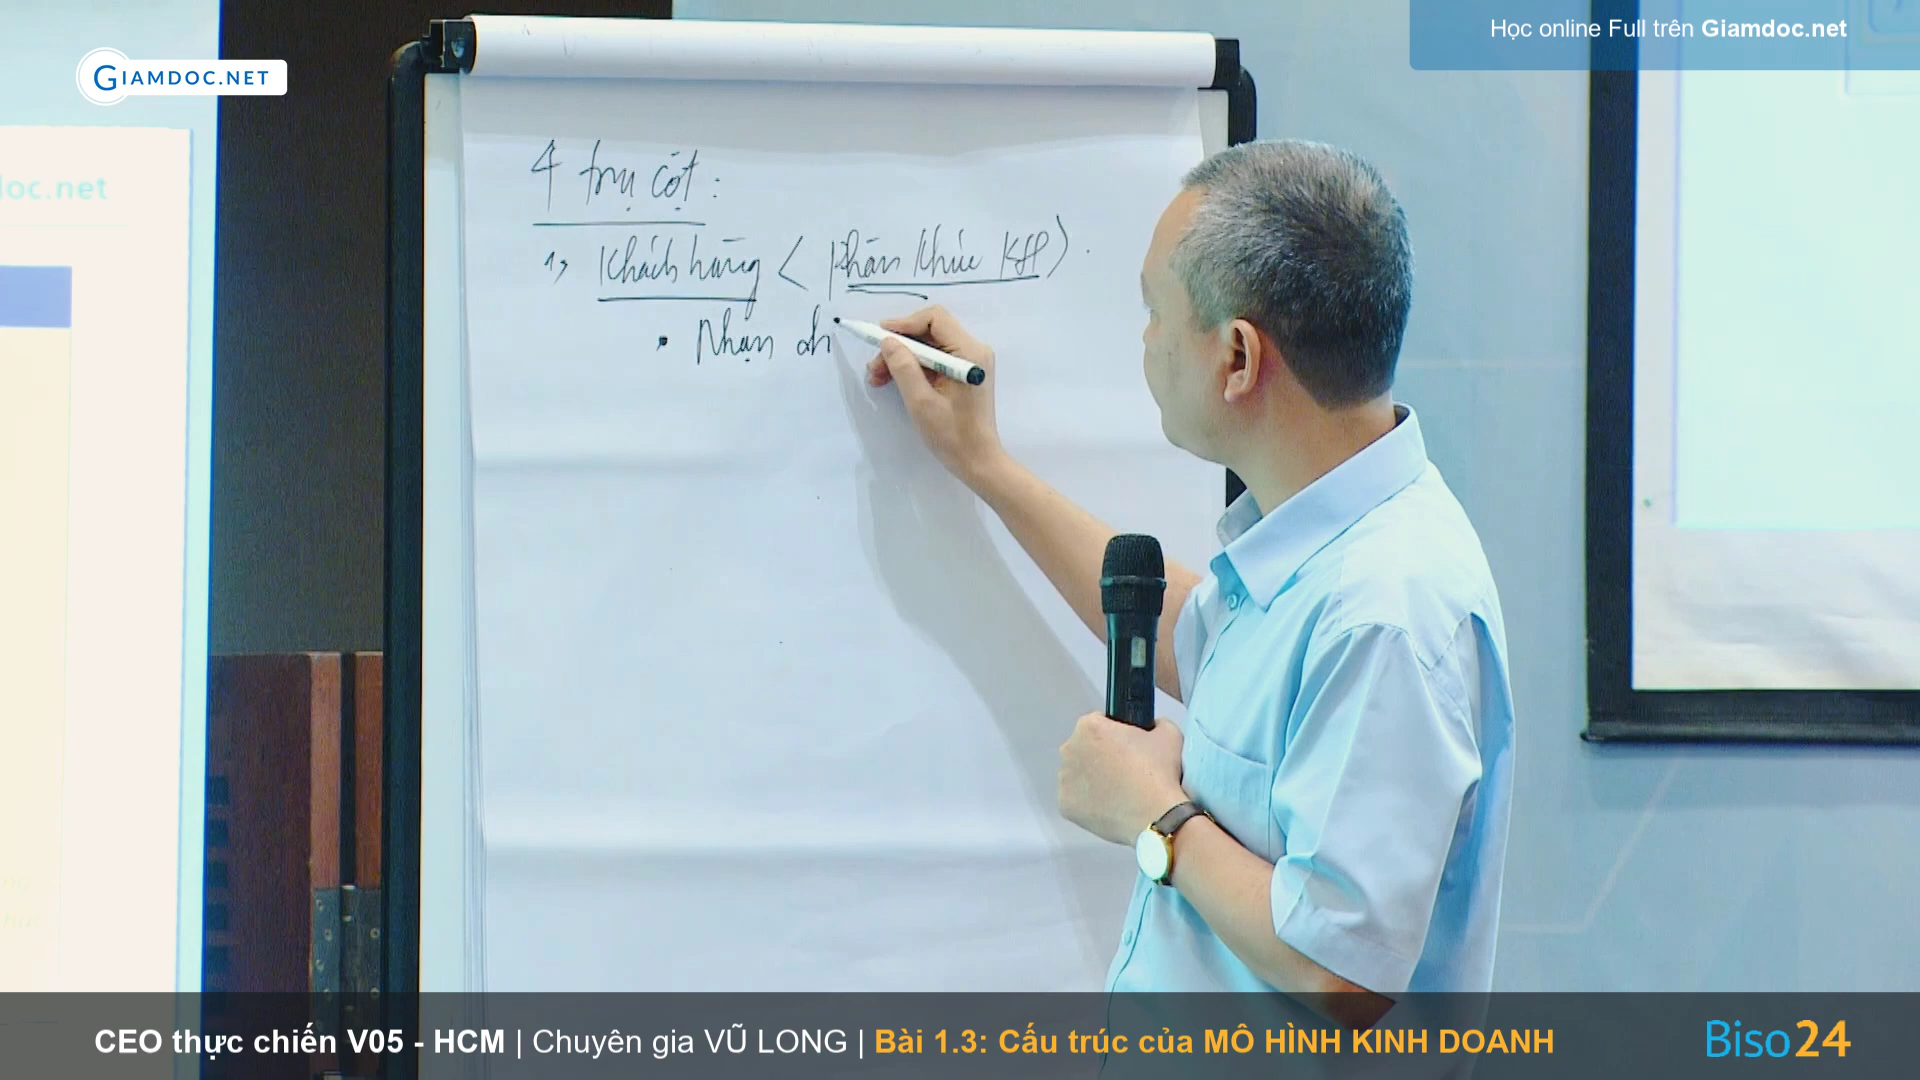 Học online Full trên Giamdoc.net
GIAMDOC.NET
loc.net
4 trụ cột:
1, Khách hàng < Phân khúc KH).
• Nhận
CEO thực chiến V05 - HCM | Chuyên gia VŨ LONG | Bài 1.3: Cấu trúc của MÔ HÌNH KINH DOANH
Biso24